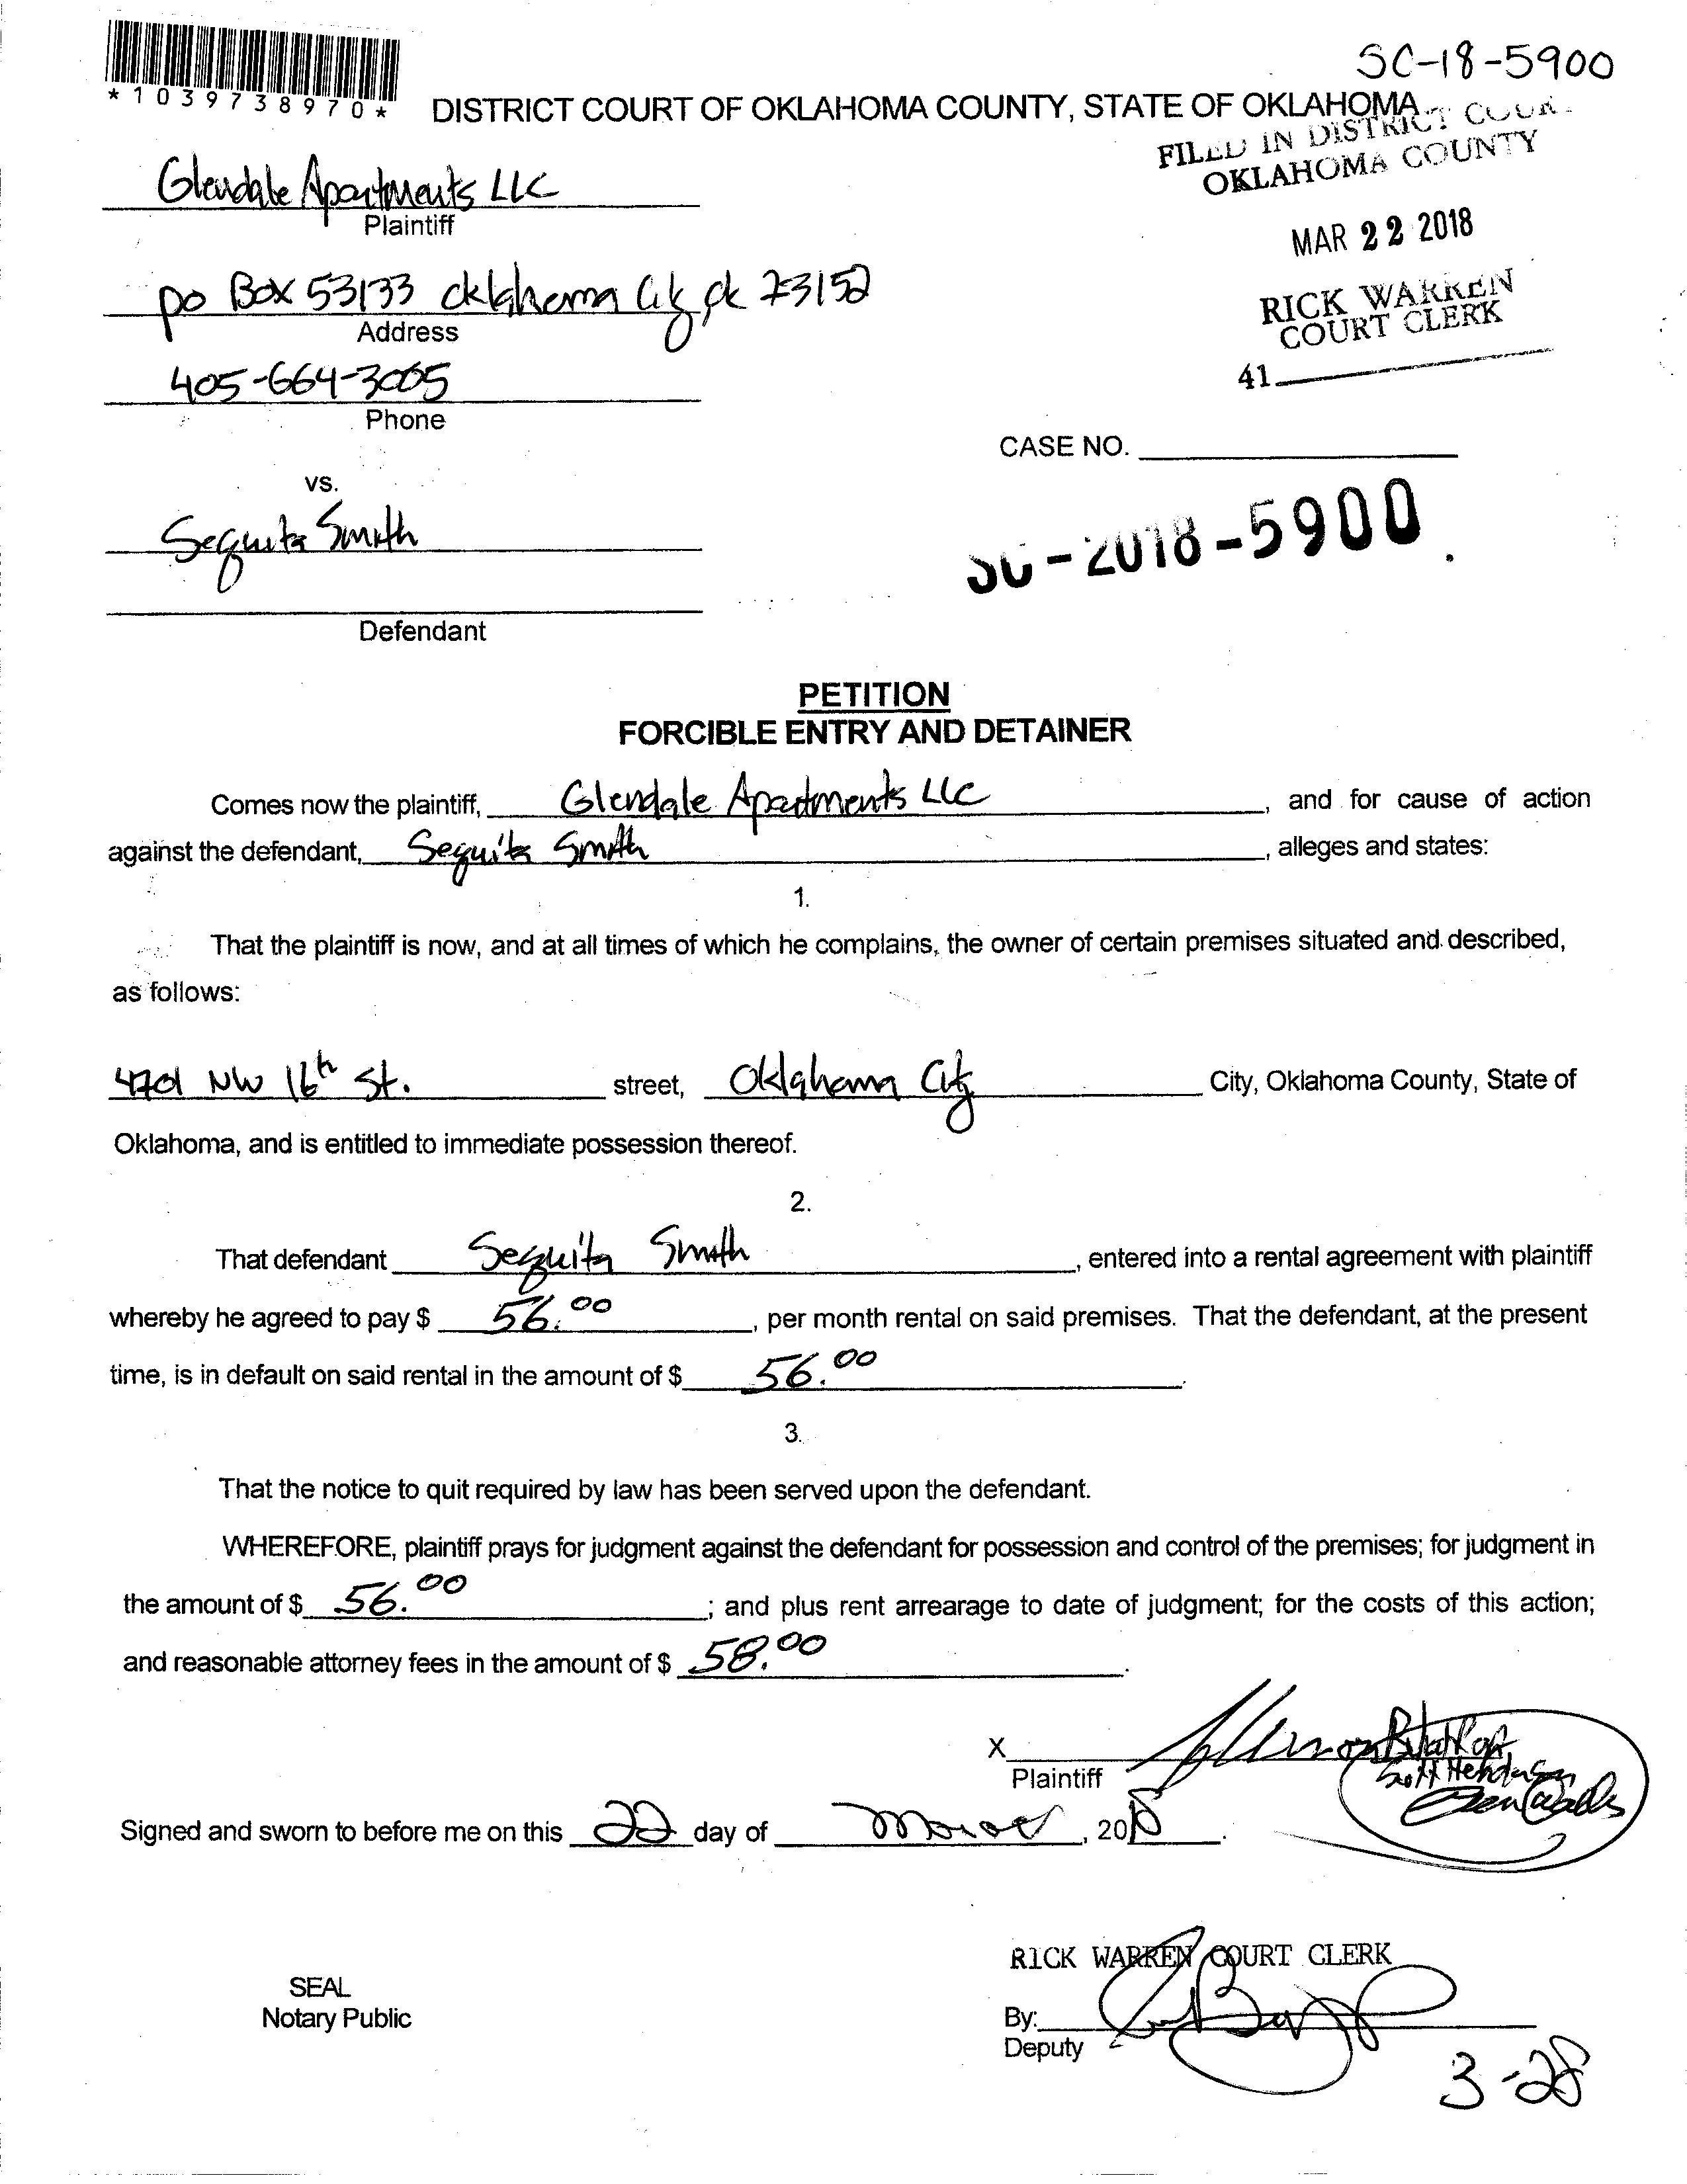 SC-18-5900
*1039738970*
DISTRICT COURT OF OKLAHOMA COUNTY, STATE OF OKLAHOMA
FILED IN DISTRICT COUR
OKLAHOMA COUNTY
Glendale Apartments LLC
Plaintiff
MAR 22 2018
po Box 53133 oklahoma City ok 73152
Address
RICK WARREN
COURT CLERK
405-664-3005
41
Phone
CASE NO.
vs.
Sequita Smith
SC-2018-5900
Defendant
PETITION
FORCIBLE ENTRY AND DETAINER
Comes now the plaintiff, Glendale Apartments LLC, and for cause of action
against the defendant, Sequita Smith, alleges and states:
1.
That the plaintiff is now, and at all times of which he complains, the owner of certain premises situated and described,
as follows:
4701 NW 16th St. street, Oklahoma City City, Oklahoma County, State of
Oklahoma, and is entitled to immediate possession thereof.
2.
That defendant Sequita Smith, entered into a rental agreement with plaintiff
whereby he agreed to pay $ 56.00, per month rental on said premises. That the defendant, at the present
time, is in default on said rental in the amount of $ 56.00.
3.
That the notice to quit required by law has been served upon the defendant.
WHEREFORE, plaintiff prays for judgment against the defendant for possession and control of the premises; for judgment in
the amount of $ 56.00; and plus rent arrearage to date of judgment; for the costs of this action;
and reasonable attorney fees in the amount of $ 58.00.
X
Plaintiff
Scott Henderson
Signed and sworn to before me on this 22 day of March, 2018.
RICK WARREN COURT CLERK
SEAL
Notary Public
By:
Deputy
3-28